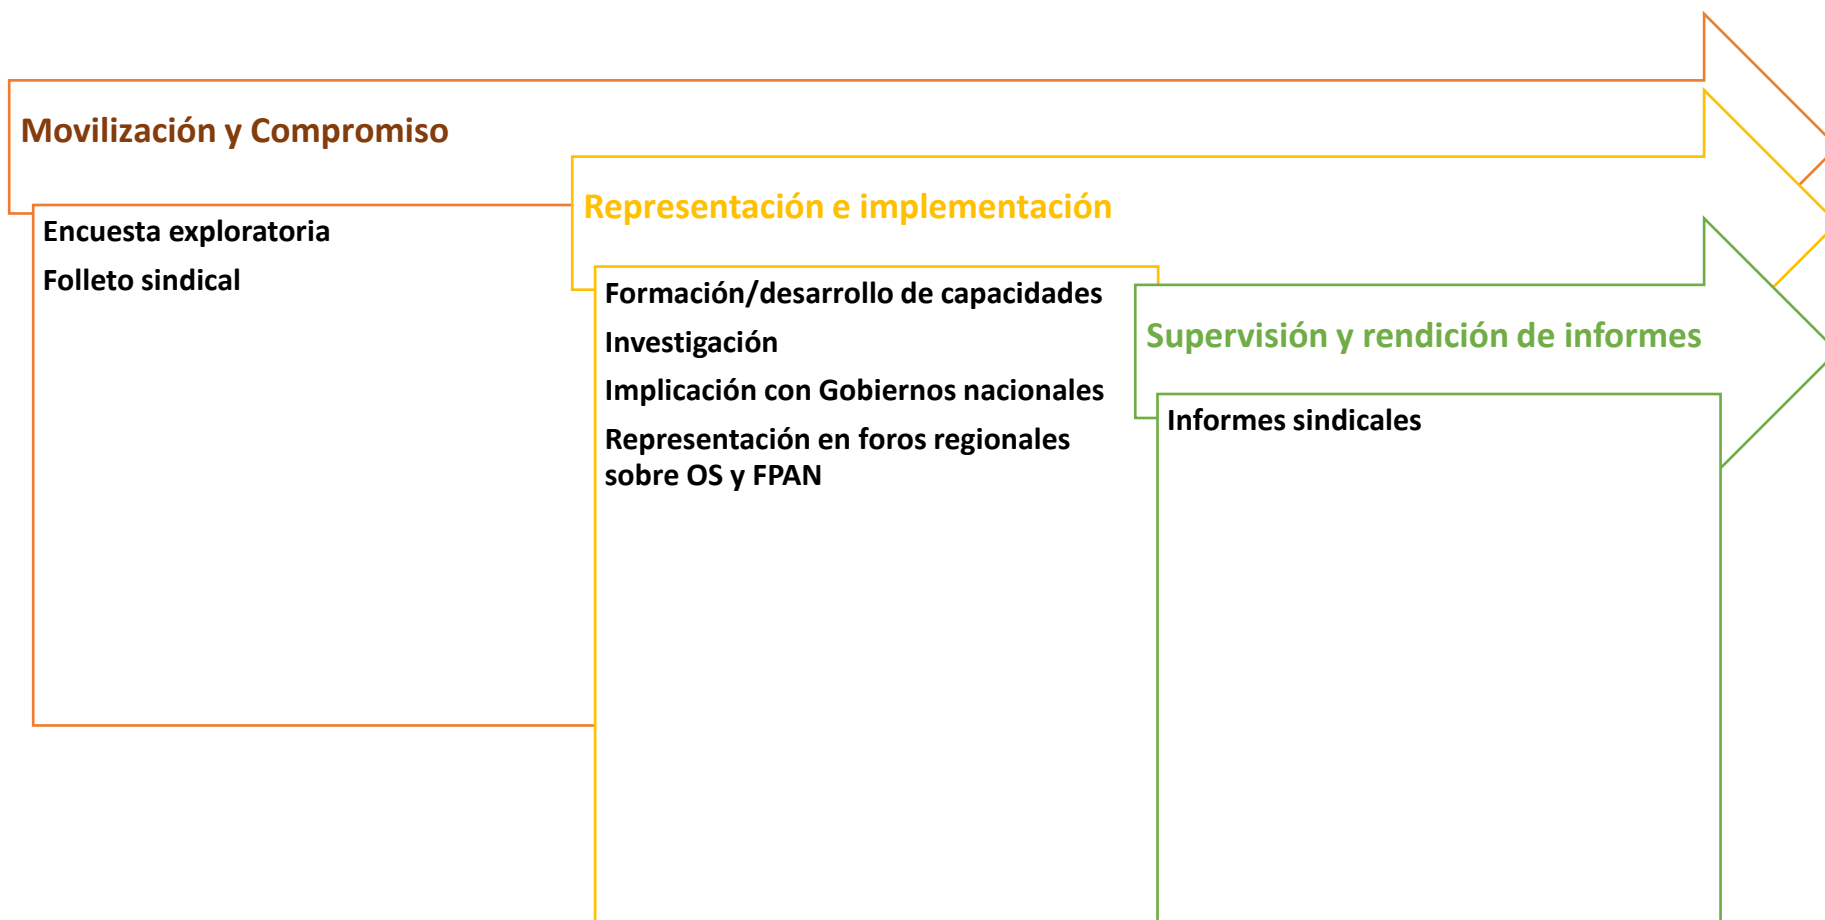 Movilización y Compromiso
Encuesta exploratoria
Folleto sindical
Representación e implementación
Formación/desarrollo de capacidades
Investigación
Implicación con Gobiernos nacionales
Representación en foros regionales
sobre OS y FPAN
Supervisión y rendición de informes
Informes sindicales